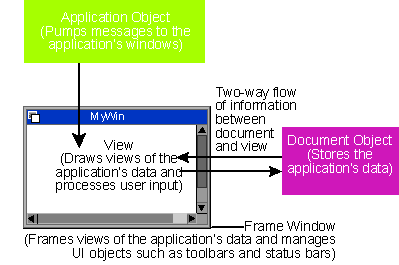 Application Object
(Pumps messages to the
application's windows)
MyWin
View
(Draws views of the
application's data and
processes user input)
Two-way flow
of information
between
document
and view
Document Object
(Stores the
application's data)
Frame Window
(Frames views of the application's data and manages
UI objects such as toolbars and status bars)